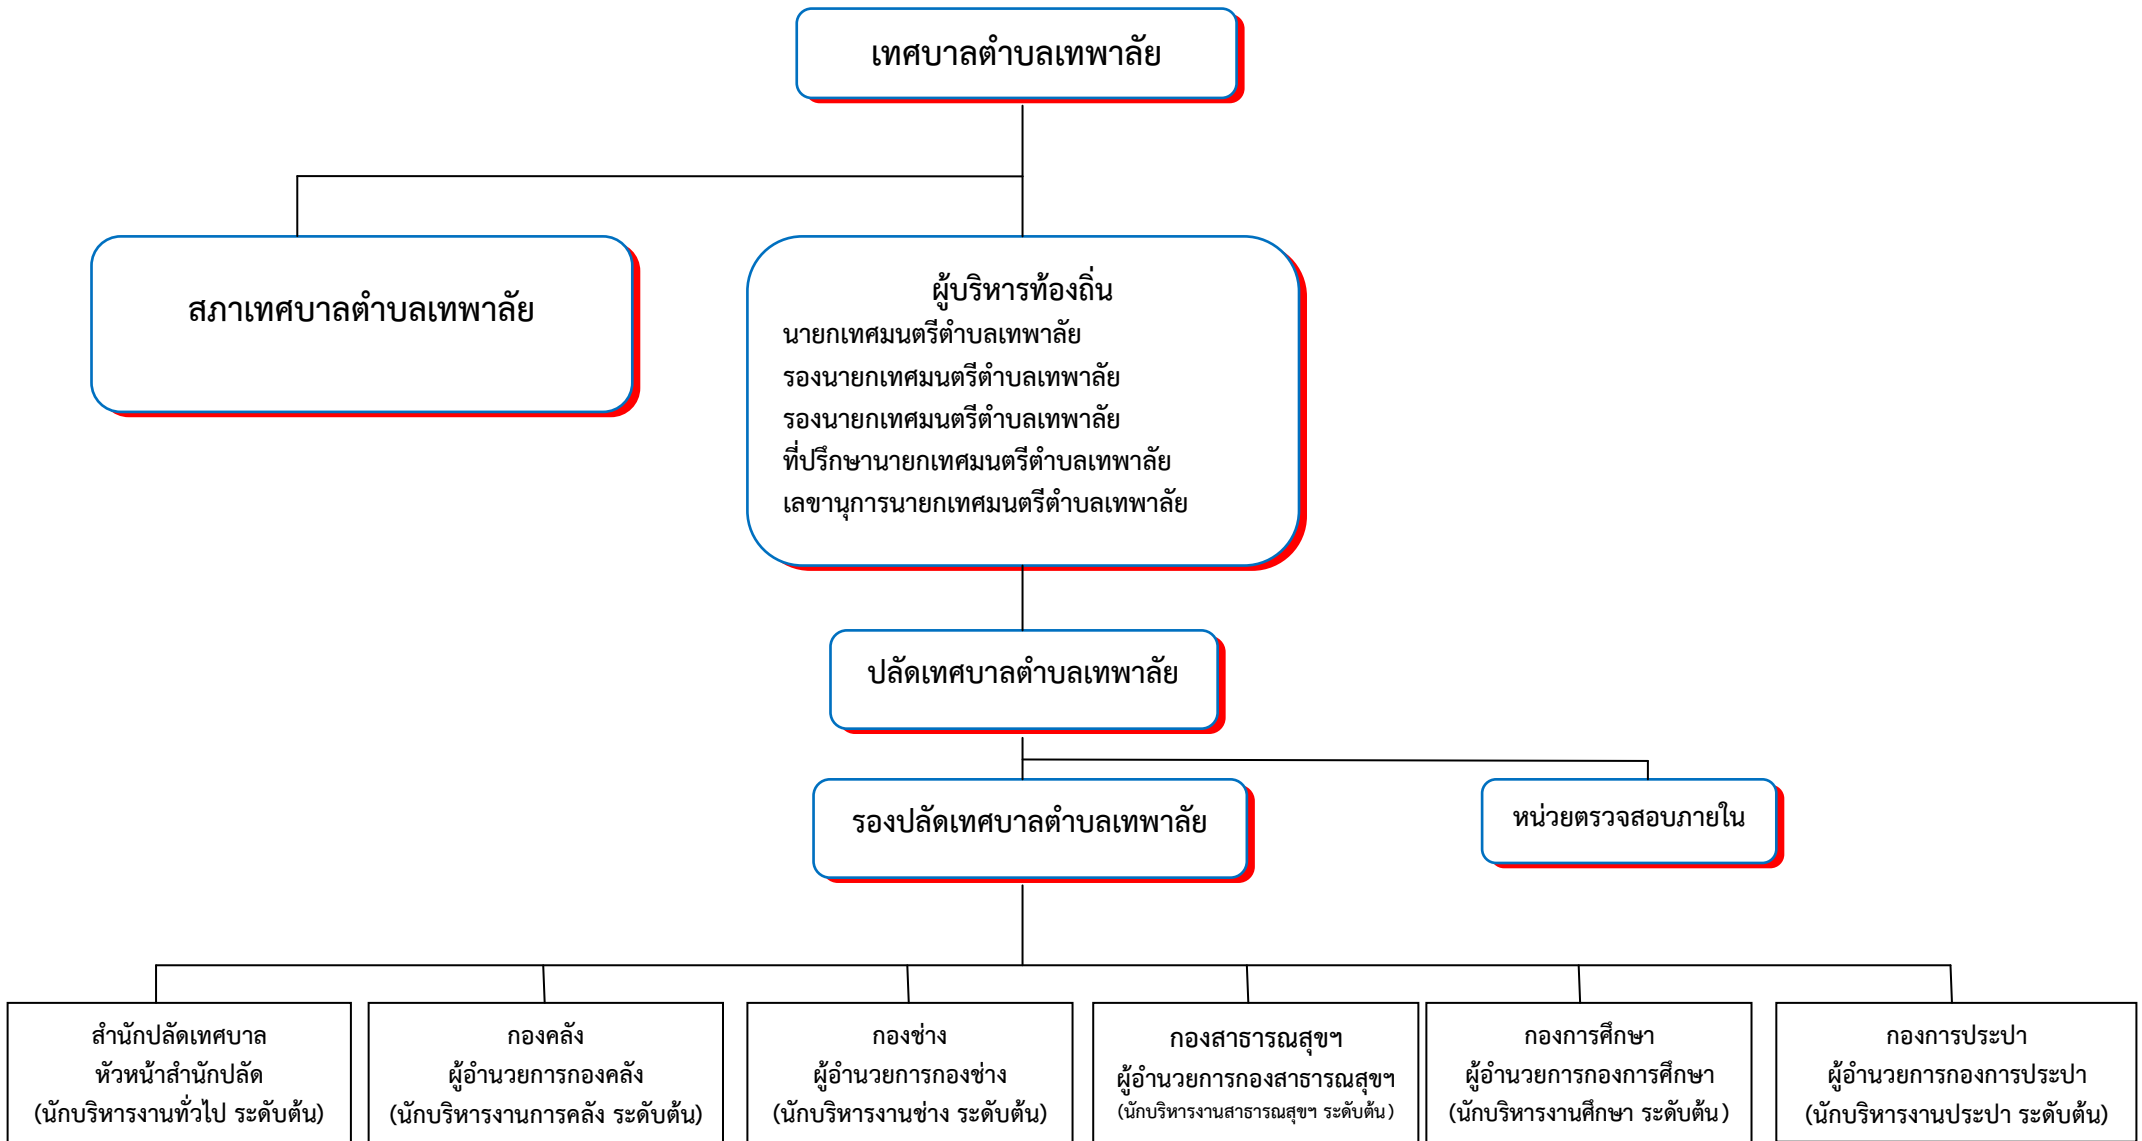 เทศบาลตำบลเทพาลัย
สภาเทศบาลตำบลเทพาลัย
ผู้บริหารท้องถิ่น
นายกเทศมนตรีตำบลเทพาลัย
รองนายกเทศมนตรีตำบลเทพาลัย
รองนายกเทศมนตรีตำบลเทพาลัย
ที่ปรึกษานายกเทศมนตรีตำบลเทพาลัย
เลขานุการนายกเทศมนตรีตำบลเทพาลัย
ปลัดเทศบาลตำบลเทพาลัย
รองปลัดเทศบาลตำบลเทพาลัย
หน่วยตรวจสอบภายใน
สำนักปลัดเทศบาล
หัวหน้าสำนักปลัด
(นักบริหารงานทั่วไป ระดับต้น)
กองคลัง
ผู้อำนวยการกองคลัง
(นักบริหารงานการคลัง ระดับต้น)
กองช่าง
ผู้อำนวยการกองช่าง
(นักบริหารงานช่าง ระดับต้น)
กองสาธารณสุขฯ
ผู้อำนวยการกองสาธารณสุขฯ
(นักบริหารงานสาธารณสุขฯ ระดับต้น)
กองการศึกษา
ผู้อำนวยการกองการศึกษา
(นักบริหารงานศึกษา ระดับต้น)
กองการประปา
ผู้อำนวยการกองการประปา
(นักบริหารงานประปา ระดับต้น)